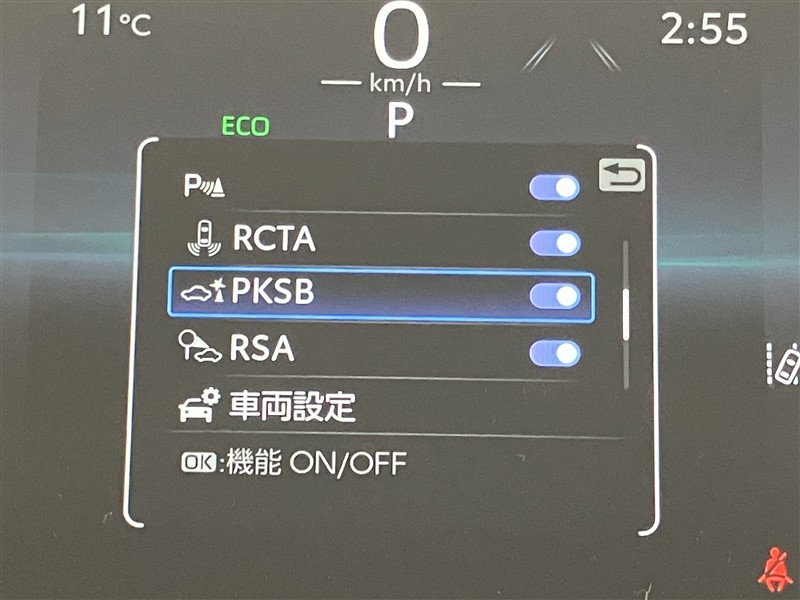 11°C
0
2:55
km/h
ECO
P
P
RCTA
PKSB
RSA
車両設定
OK:機能 ON/OFF